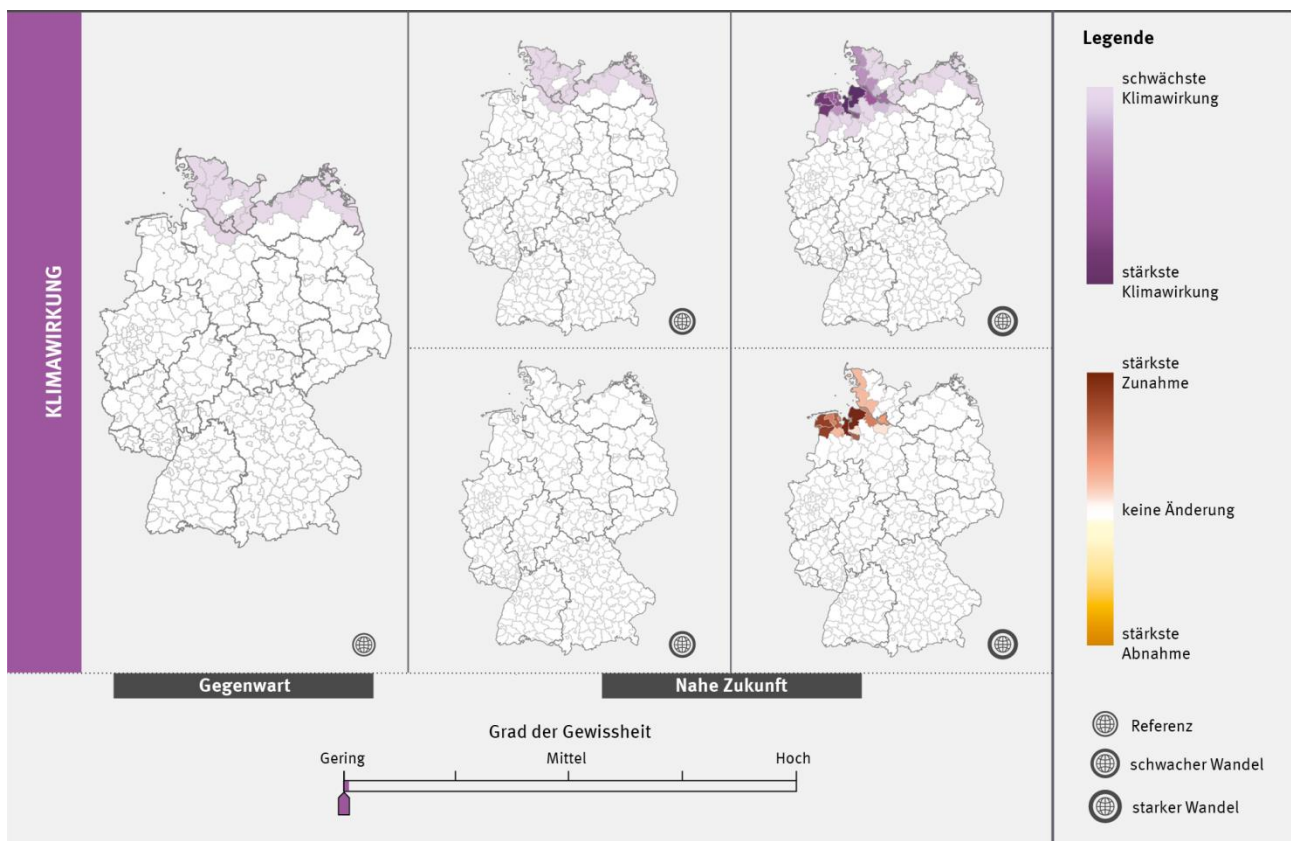 KLIMAWIRKUNG
Gegenwart
Nahe Zukunft
Grad der Gewissheit
Gering
Mittel
Hoch
Legende
schwächste
Klimawirkung
stärkste
Klimawirkung
stärkste
Zunahme
keine Änderung
stärkste
Abnahme
Referenz
schwacher Wandel
starker Wandel